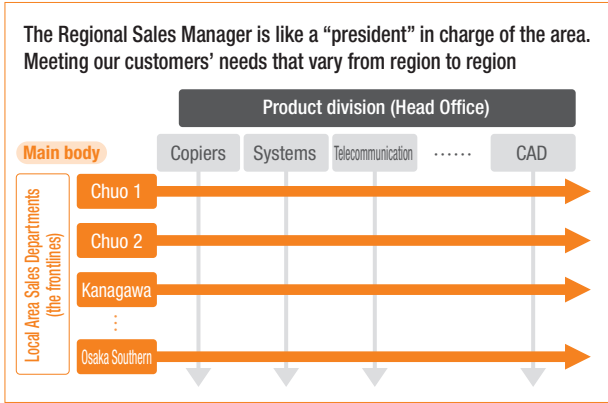 The Regional Sales Manager is like a “president” in charge of the area.
Meeting our customers’ needs that vary from region to region
Product division (Head Office)
Main body
Copiers
Systems
Telecommunication
……
CAD
Local Area Sales Departments
(the frontlines)
Chuo 1
Chuo 2
Kanagawa
…
Osaka Southern